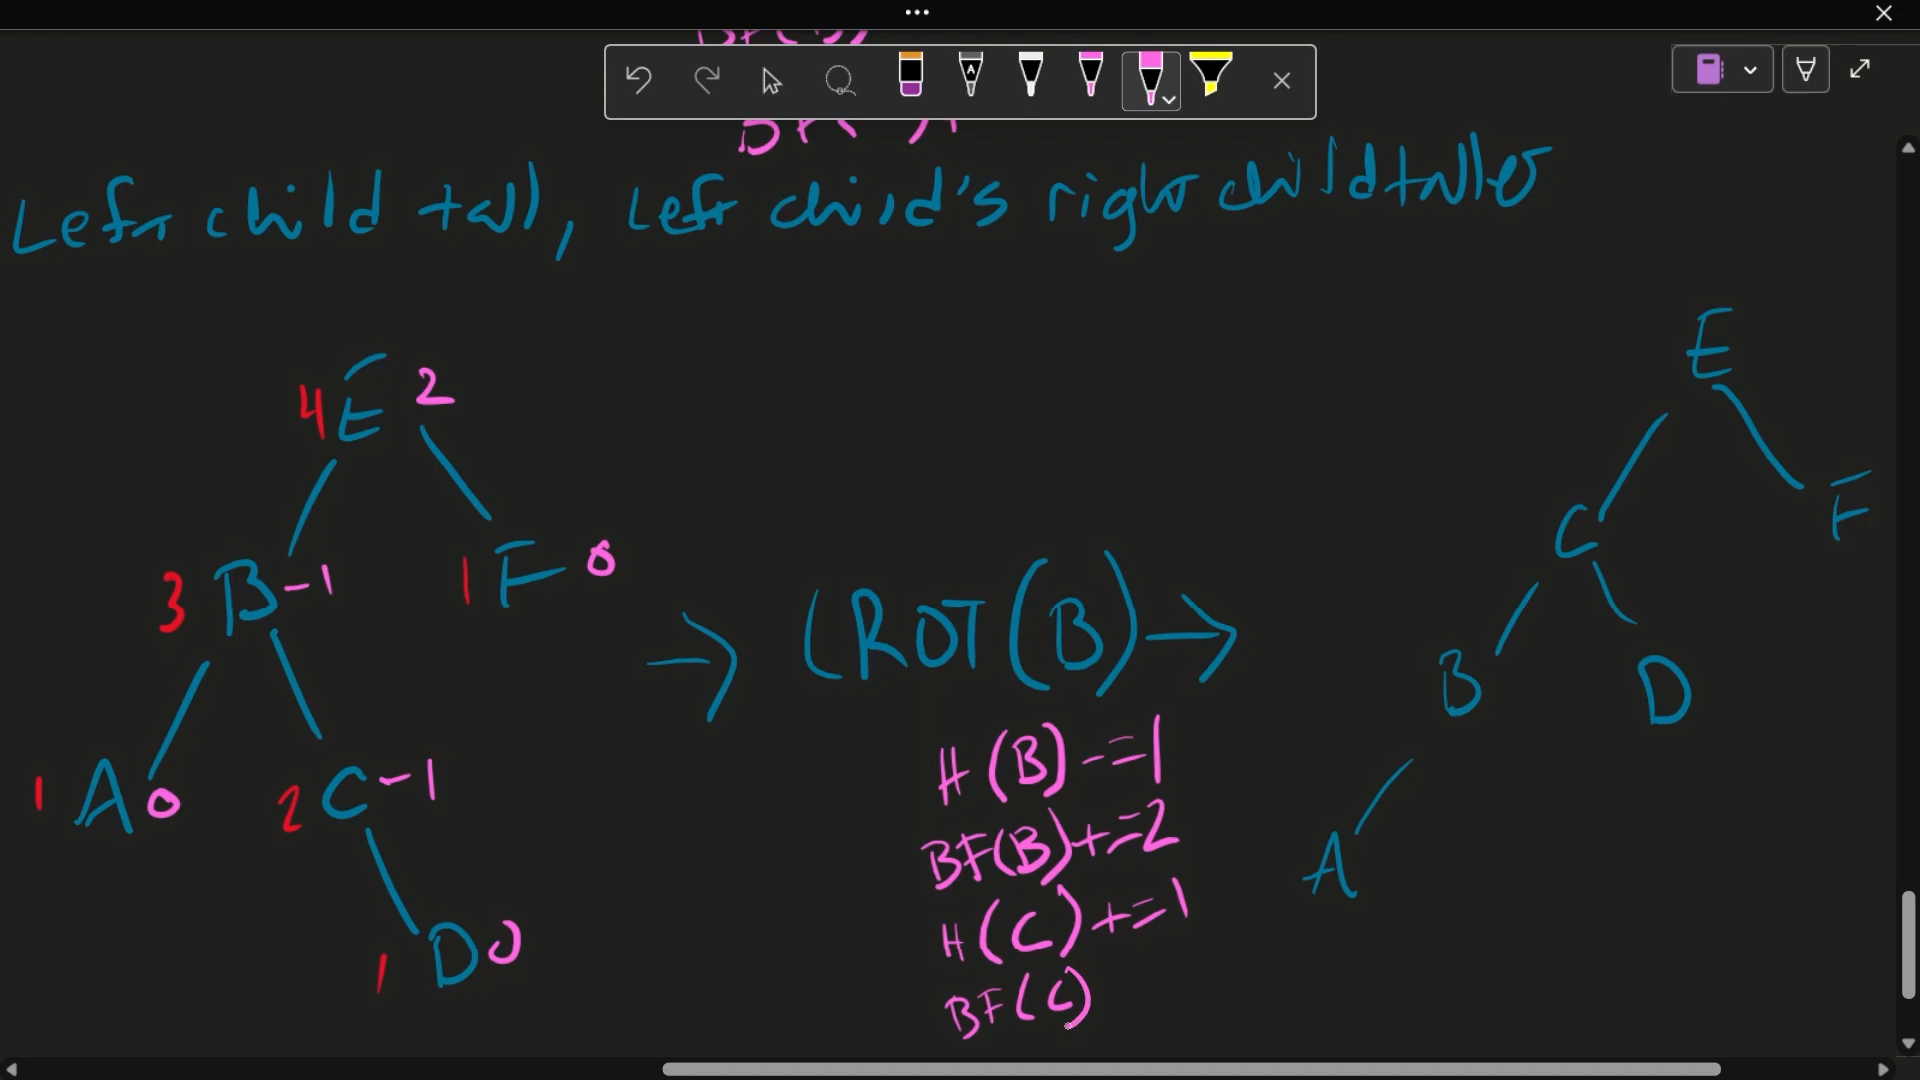 Left child tall, Left child's right child taller
4 E 2
E
3 B -1
1 F 0
C
F
(ROT(B)
B
D
H(B)-=1
1 A 0
2 C -1
BF(B)+=2
A
H(C)+=1
1 D 0
BF(C)